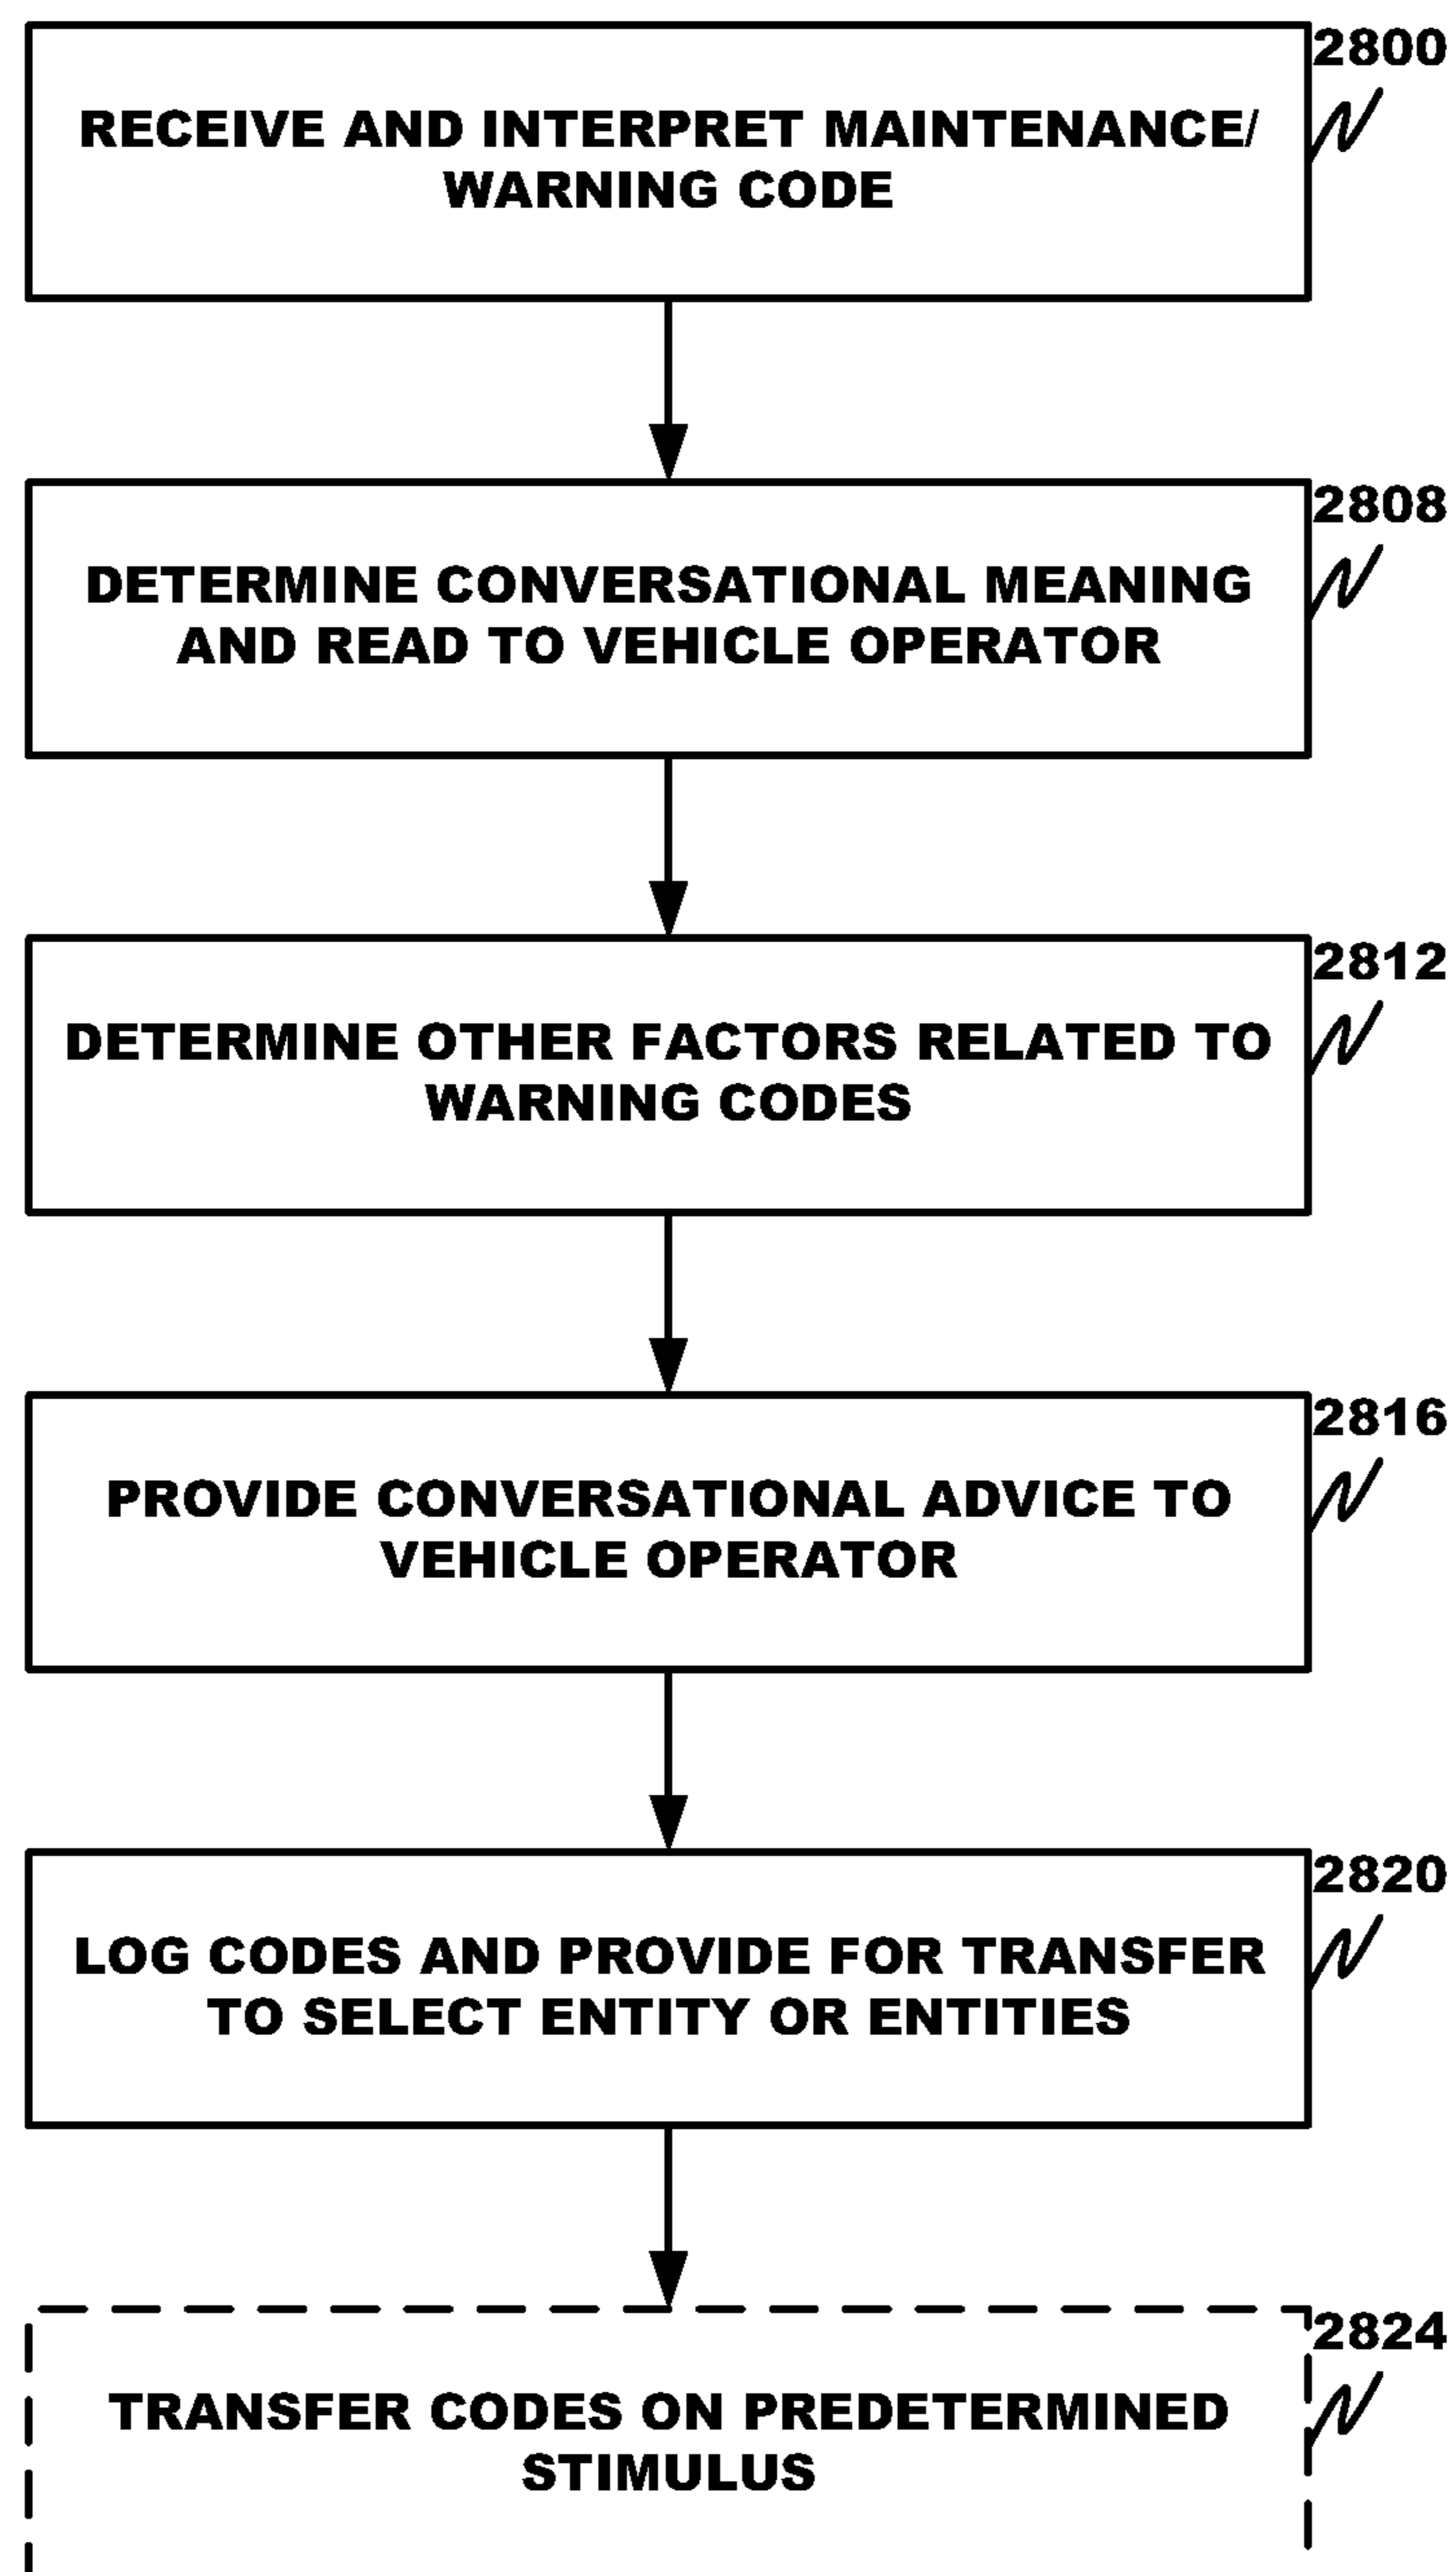 2800
RECEIVE AND INTERPRET MAINTENANCE/
WARNING CODE
2808
DETERMINE CONVERSATIONAL MEANING
AND READ TO VEHICLE OPERATOR
2812
DETERMINE OTHER FACTORS RELATED TO
WARNING CODES
2816
PROVIDE CONVERSATIONAL ADVICE TO
VEHICLE OPERATOR
2820
LOG CODES AND PROVIDE FOR TRANSFER
TO SELECT ENTITY OR ENTITIES
2824
TRANSFER CODES ON PREDETERMINED
STIMULUS